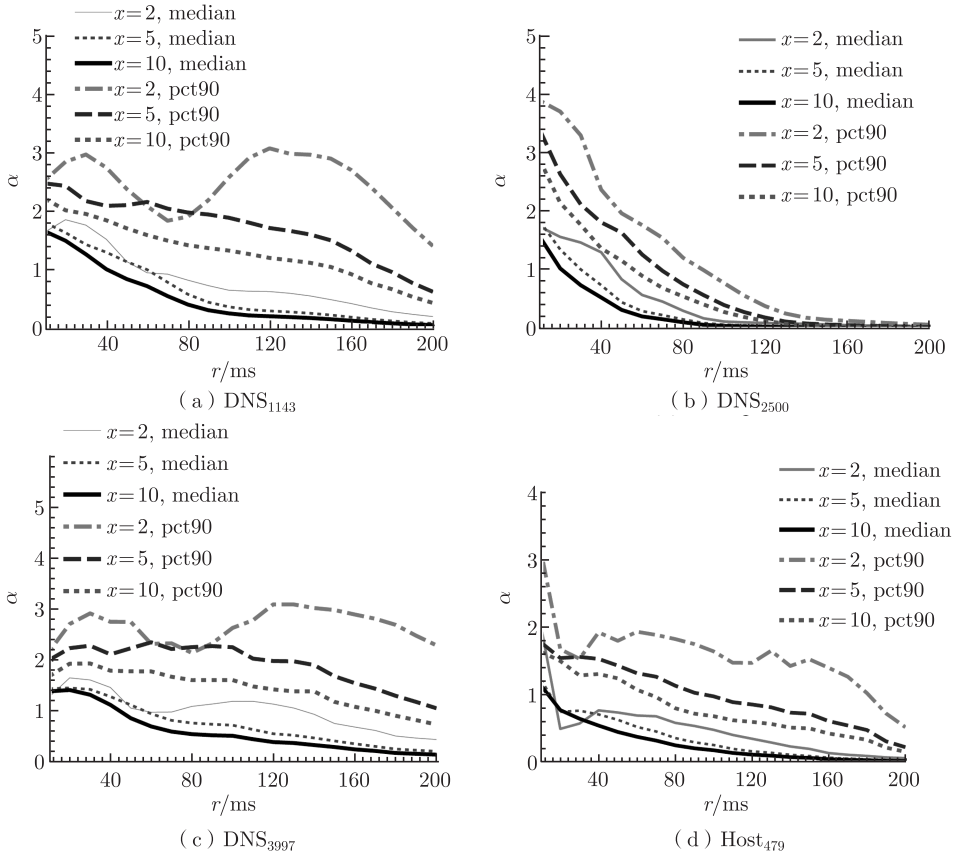 x=2, median
x=5, median
x=10, median
x=2, pct90
x=5, pct90
x=10, pct90
5
4
3
2
1
0
α
40
80
120
160
200
r/ms
(a) DNS1143
x=2, median
x=5, median
x=10, median
x=2, pct90
x=5, pct90
x=10, pct90
5
4
3
2
1
0
α
40
80
120
160
200
r/ms
(b) DNS2500
x=2, median
x=5, median
x=10, median
x=2, pct90
x=5, pct90
x=10, pct90
5
4
3
2
1
0
α
40
80
120
160
200
r/ms
(c) DNS3997
x=2, median
x=5, median
x=10, median
x=2, pct90
x=5, pct90
x=10, pct90
4
3
2
1
0
α
40
80
120
160
200
r/ms
(d) Host479